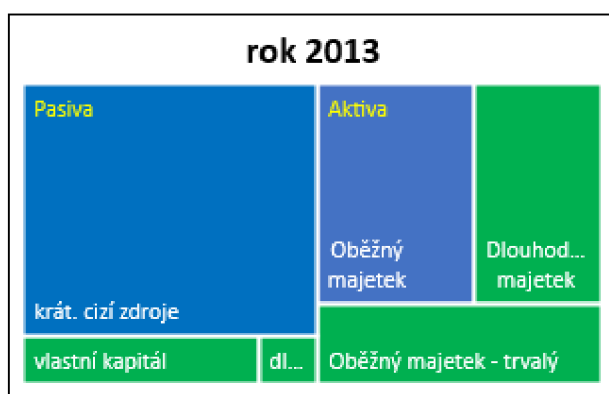 rok 2013
Pasiva
krát. cizí zdroje
vlastní kapitál
dl...
Aktiva
Oběžný
majetek
Dlouhod...
majetek
Oběžný majetek - trvalý